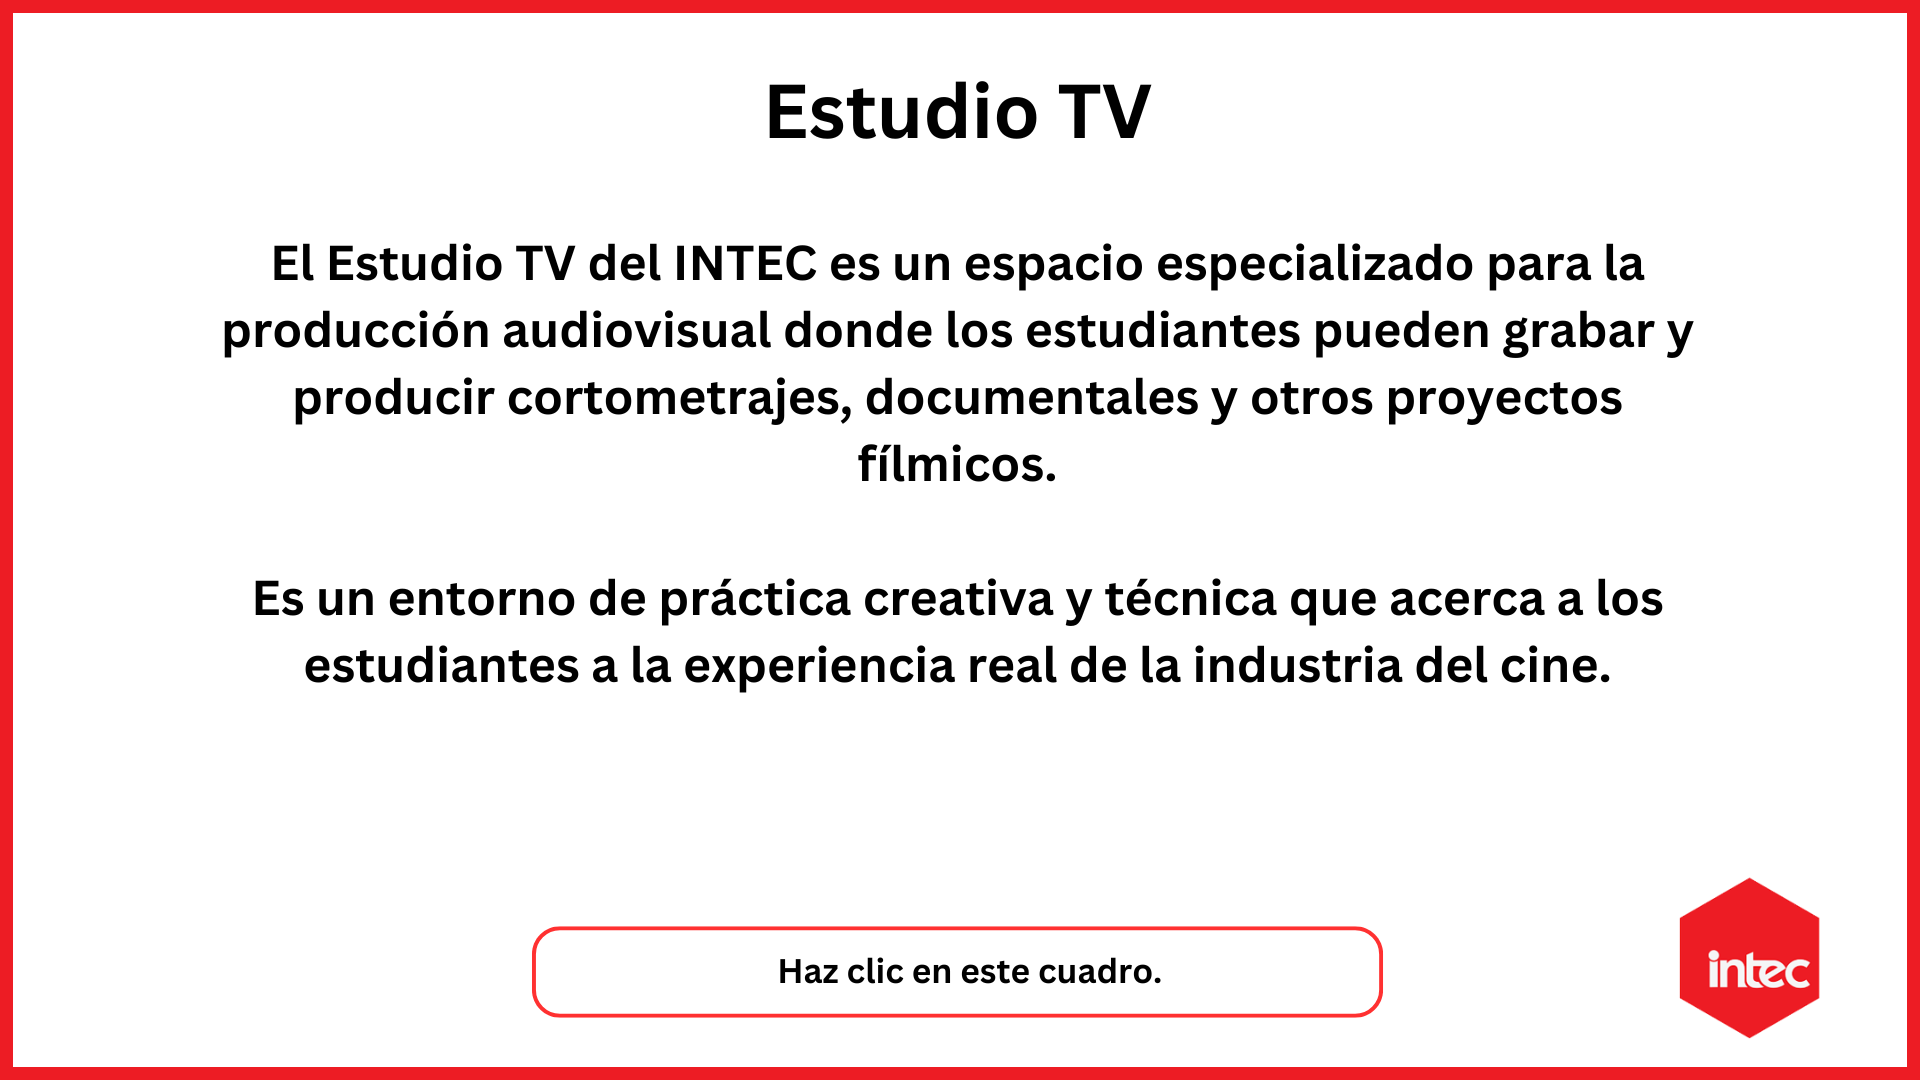 Estudio TV
El Estudio TV del INTEC es un espacio especializado para la
producción audiovisual donde los estudiantes pueden grabar y
producir cortometrajes, documentales y otros proyectos
fílmicos.
Es un entorno de práctica creativa y técnica que acerca a los
estudiantes a la experiencia real de la industria del cine.
Haz clic en este cuadro.
intec